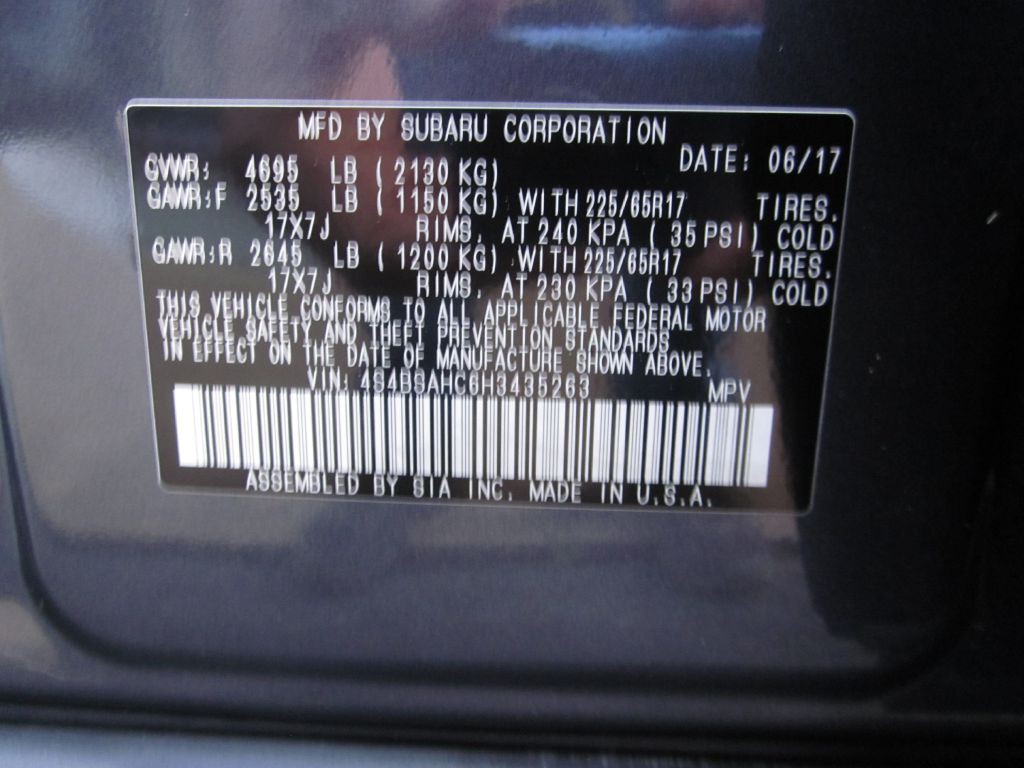 MFD BY SUBARU CORPORATION
GVWR: 4695 LB ( 2130 KG) DATE: 06/17
GAWR:F 2535 LB ( 1150 KG) WITH 225/65R17 TIRES.
17X7J RIMS, AT 240 KPA ( 35 PSI) COLD
GAWR:R 2645 LB ( 1200 KG) WITH 225/65R17 TIRES.
17X7J RIMS, AT 230 KPA ( 33 PSI) COLD
THIS VEHICLE CONFORMS TO ALL APPLICABLE FEDERAL MOTOR
VEHICLE SAFETY AND THEFT PREVENTION STANDARDS
IN EFFECT ON THE DATE OF MANUFACTURE SHOWN ABOVE.
VIN: 4S4BSAHC6H3435263 MPV
ASSEMBLED BY SIA INC, MADE IN U.S.A.